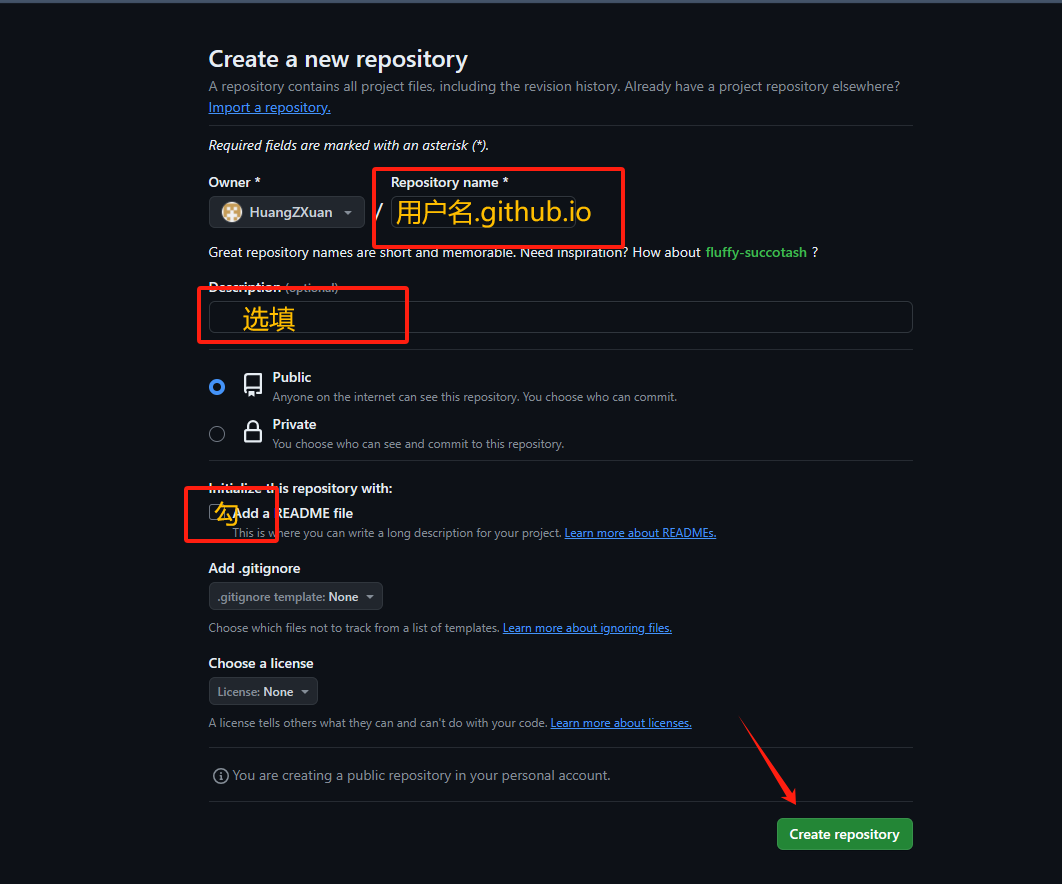 Create a new repository
A repository contains all project files, including the revision history. Already have a project repository elsewhere?
Import a repository.
Required fields are marked with an asterisk (*).
Owner *
Repository name *
HuangZXuan
/
用户名.github.io
Great repository names are short and memorable. Need inspiration? How about fluffy-succotash ?
Description (optional)
选填
Public
Anyone on the internet can see this repository. You choose who can commit.
Private
You choose who can see and commit to this repository.
Initialize this repository with:
勾
Add a README file
This is where you can write a long description for your project. Learn more about READMEs.
Add .gitignore
.gitignore template: None
Choose which files not to track from a list of templates. Learn more about ignoring files.
Choose a license
License: None
A license tells others what they can and can't do with your code. Learn more about licenses.
You are creating a public repository in your personal account.
Create repository